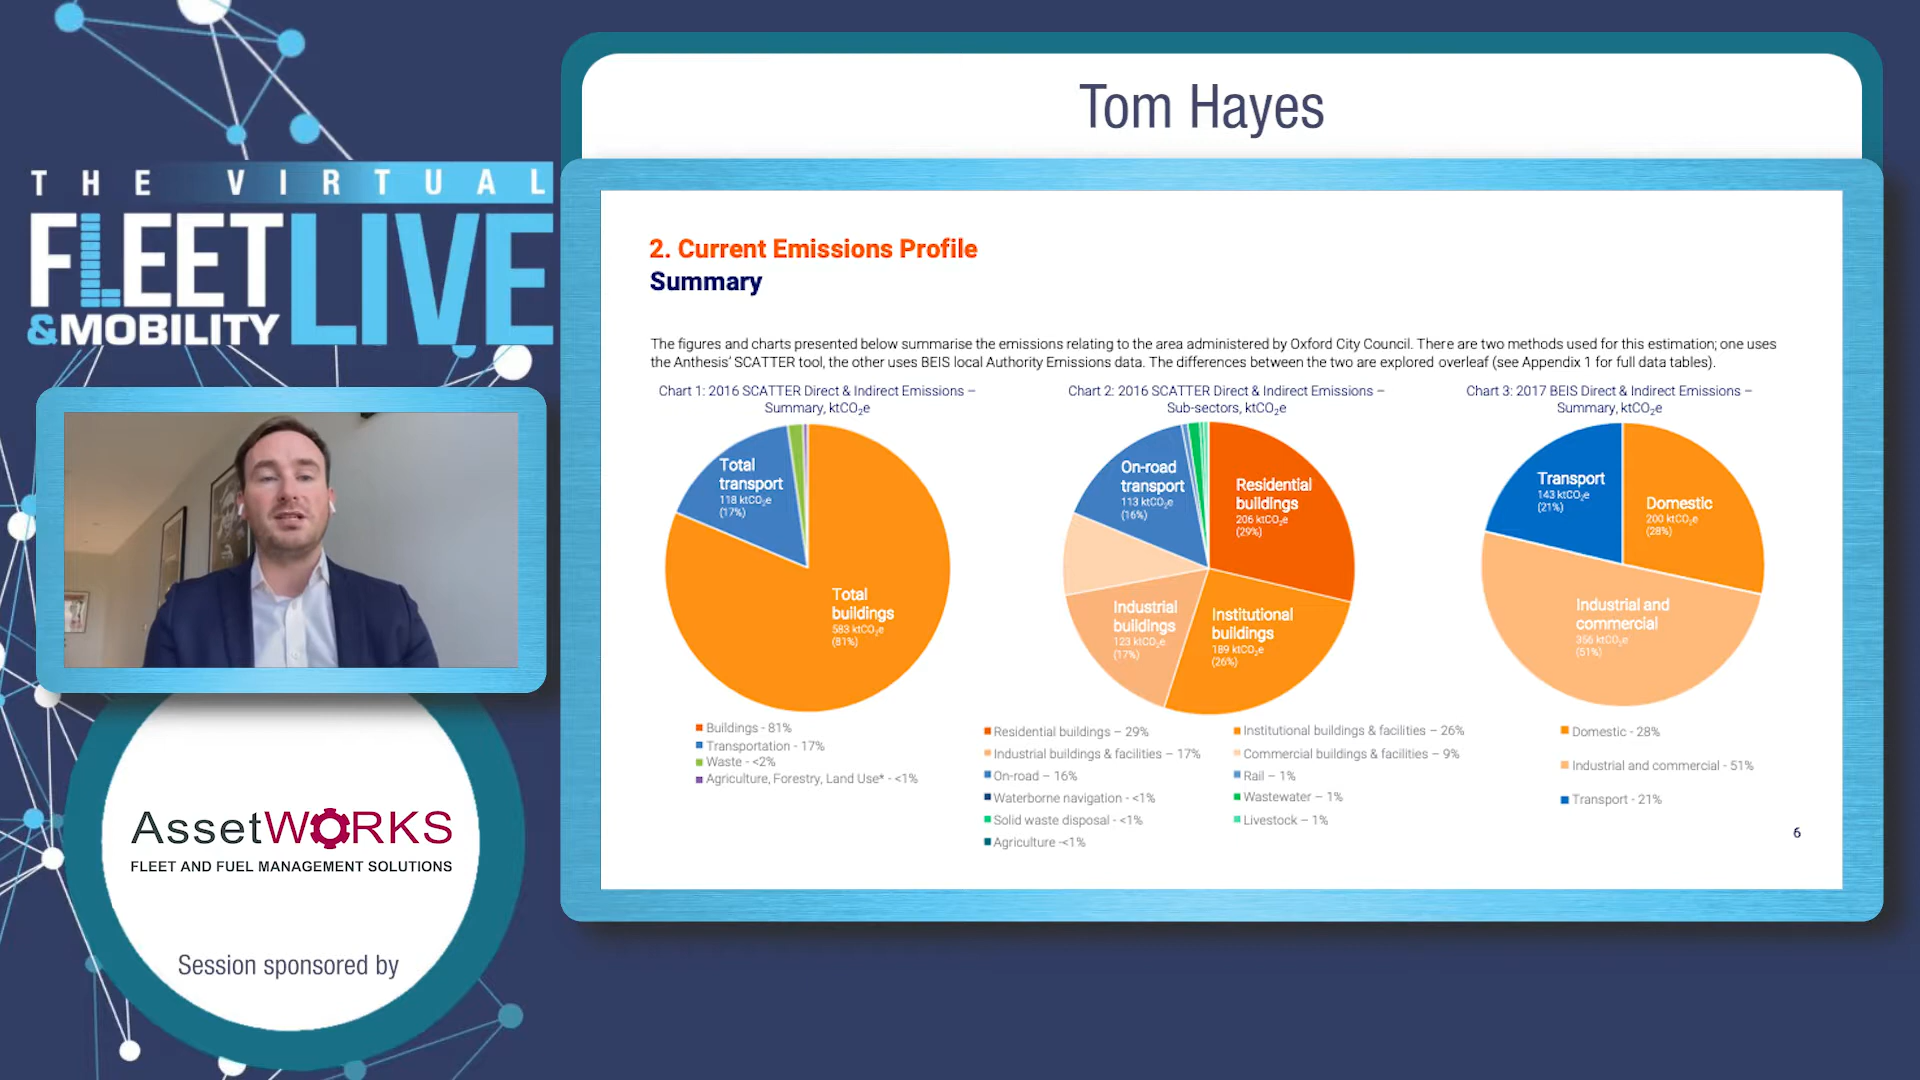 THE VIRTUAL
FLEET
&MOBILITY
LIVE
Tom Hayes
2. Current Emissions Profile
Summary
The figures and charts presented below summarise the emissions relating to the area administered by Oxford City Council. There are two methods used for this estimation; one uses
the Anthesis' SCATTER tool, the other uses BEIS local Authority Emissions data. The differences between the two are explored overleaf (see Appendix 1 for full data tables).
Chart 1: 2016 SCATTER Direct & Indirect Emissions –
Summary, ktCO₂e
Total
transport
118 ktCO₂e
(17%)
Total
buildings
583 ktCO₂e
(81%)
Buildings - 81%
Transportation - 17%
Waste - <2%
Agriculture, Forestry, Land Use* - <1%
Chart 2: 2016 SCATTER Direct & Indirect Emissions –
Sub-sectors, ktCO₂e
On-road
transport
113 ktCO₂e
(16%)
Residential
buildings
206 ktCO₂e
(29%)
Industrial
buildings
123 ktCO₂e
(17%)
Institutional
buildings
189 ktCO₂e
(26%)
Residential buildings – 29%
Institutional buildings & facilities – 26%
Industrial buildings & facilities – 17%
Commercial buildings & facilities – 9%
On-road – 16%
Rail – 1%
Waterborne navigation - <1%
Wastewater – 1%
Solid waste disposal - <1%
Livestock – 1%
Agriculture -<1%
Chart 3: 2017 BEIS Direct & Indirect Emissions –
Summary, ktCO₂e
Transport
143 ktCO₂e
(21%)
Domestic
200 ktCO₂e
(28%)
Industrial and
commercial
356 ktCO₂e
(51%)
Domestic - 28%
Industrial and commercial - 51%
Transport - 21%
6
AssetWORKS
FLEET AND FUEL MANAGEMENT SOLUTIONS
Session sponsored by